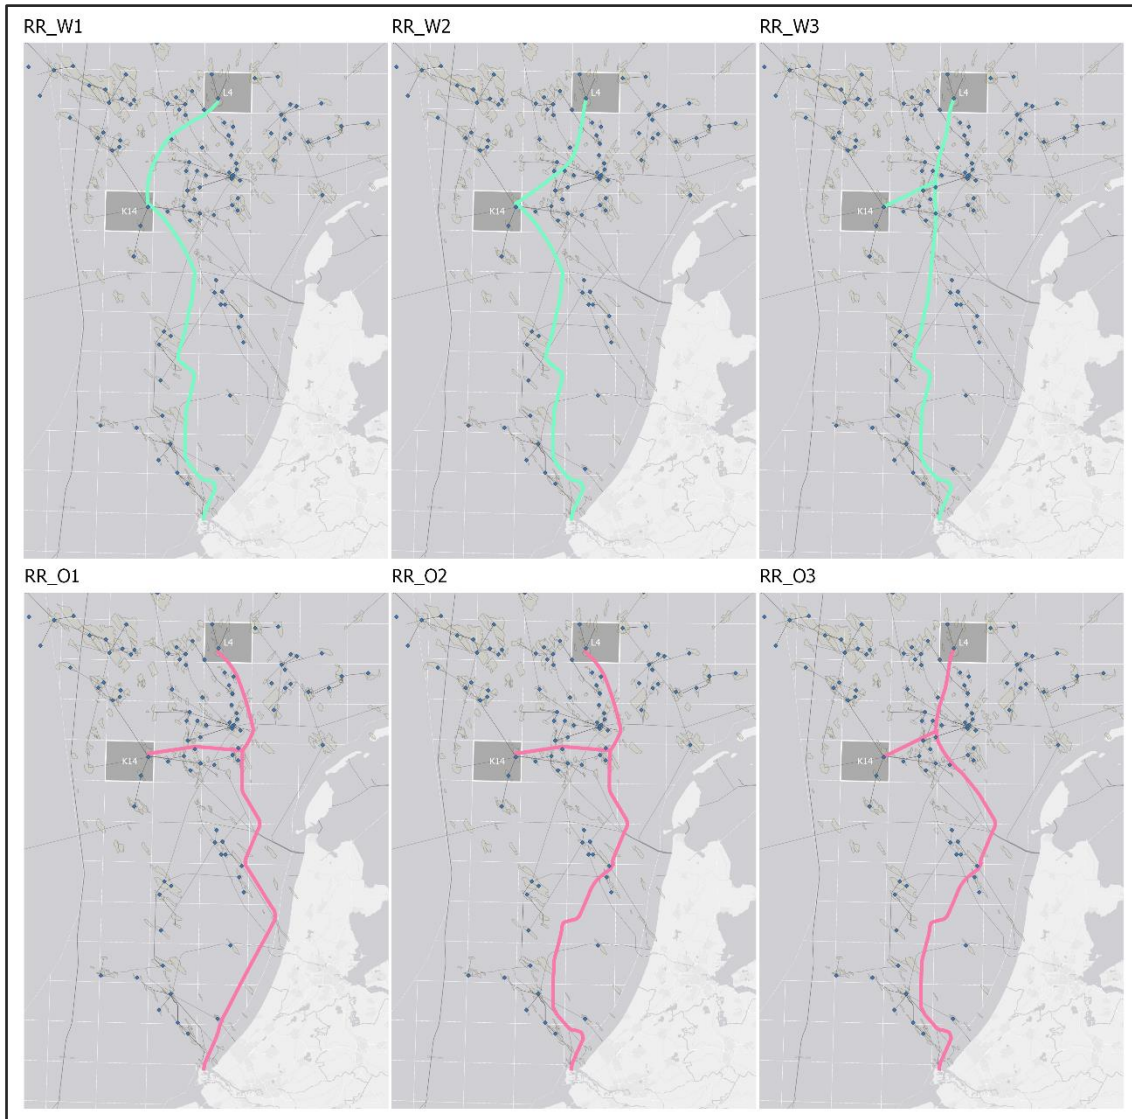 RR_W1 RR_W2 RR_W3
L4 L4 L4
K14 K14 K14
RR_O1 RR_O2 RR_O3
L4 L4 L4
K14 K14 K14